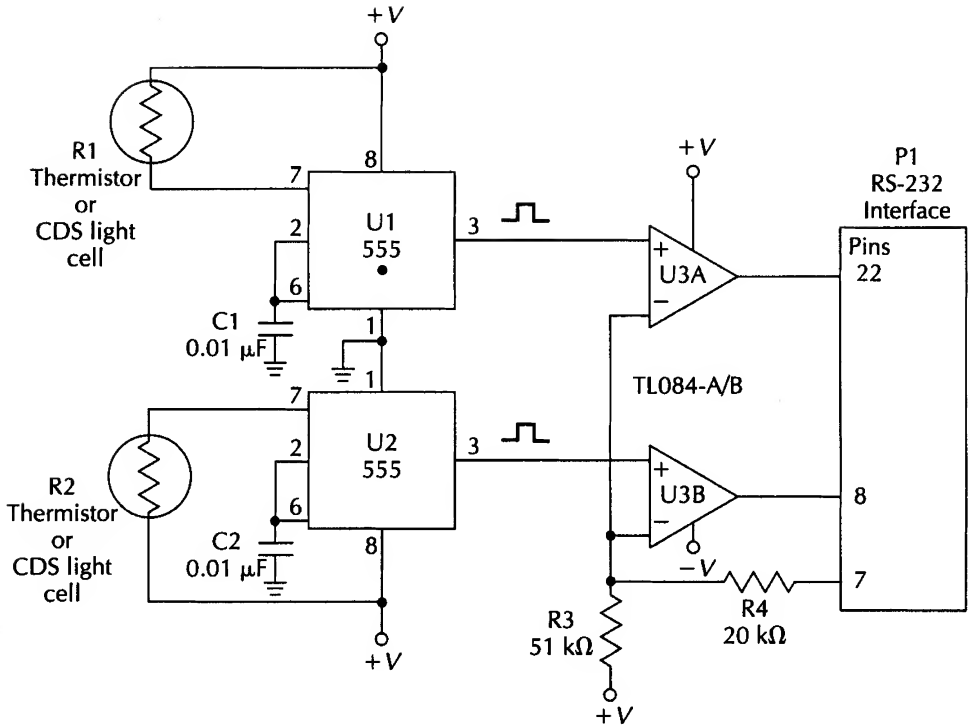 +V
R1
Thermistor
or
CDS light
cell
7
8
2
6
U1
555
3
1
C1
0.01 µF
+V
U3A
+
−
P1
RS-232
Interface
Pins
22
TL084-A/B
1
7
2
6
8
U2
555
3
R2
Thermistor
or
CDS light
cell
C2
0.01 µF
+V
+
−
U3B
−V
8
7
R3
51 kΩ
R4
20 kΩ
+V